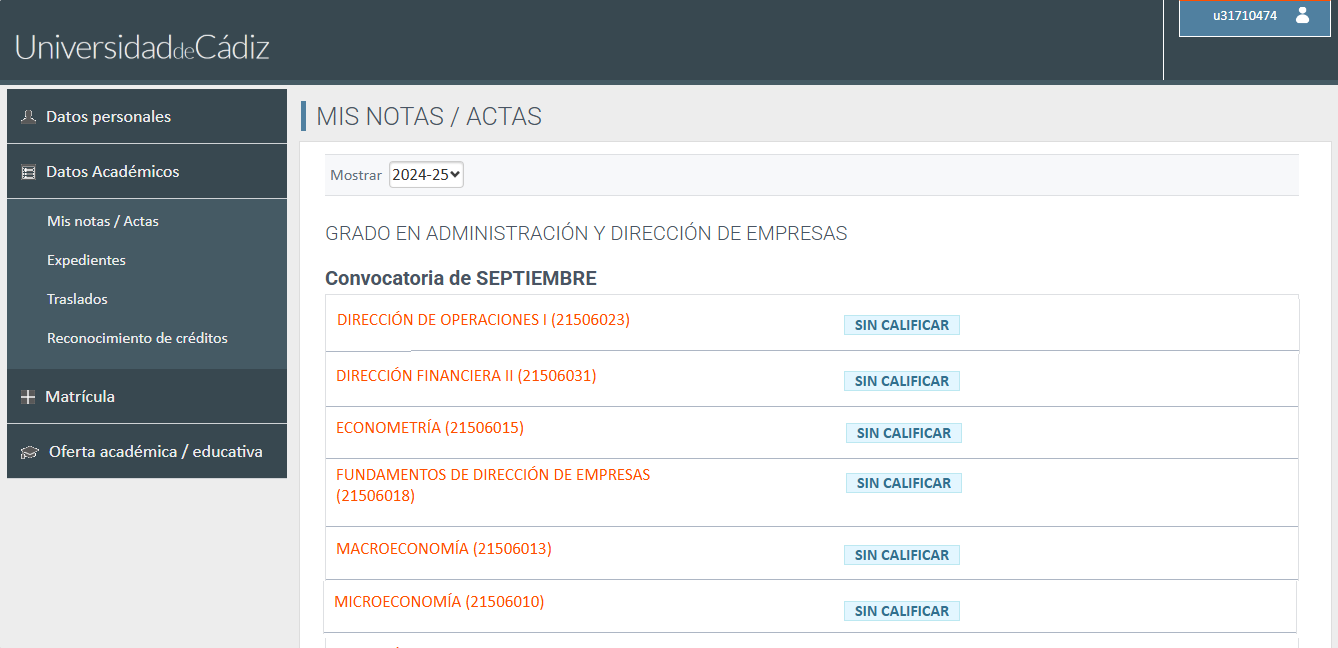 UniversidaddeCádiz
u31710474
Datos personales
Datos Académicos
Mis notas / Actas
Expedientes
Traslados
Reconocimiento de créditos
Matrícula
Oferta académica / educativa
MIS NOTAS / ACTAS
Mostrar 2024-25
GRADO EN ADMINISTRACIÓN Y DIRECCIÓN DE EMPRESAS
Convocatoria de SEPTIEMBRE
DIRECCIÓN DE OPERACIONES I (21506023) SIN CALIFICAR
DIRECCIÓN FINANCIERA II (21506031) SIN CALIFICAR
ECONOMETRÍA (21506015) SIN CALIFICAR
FUNDAMENTOS DE DIRECCIÓN DE EMPRESAS SIN CALIFICAR
(21506018)
MACROECONOMÍA (21506013) SIN CALIFICAR
MICROECONOMÍA (21506010) SIN CALIFICAR